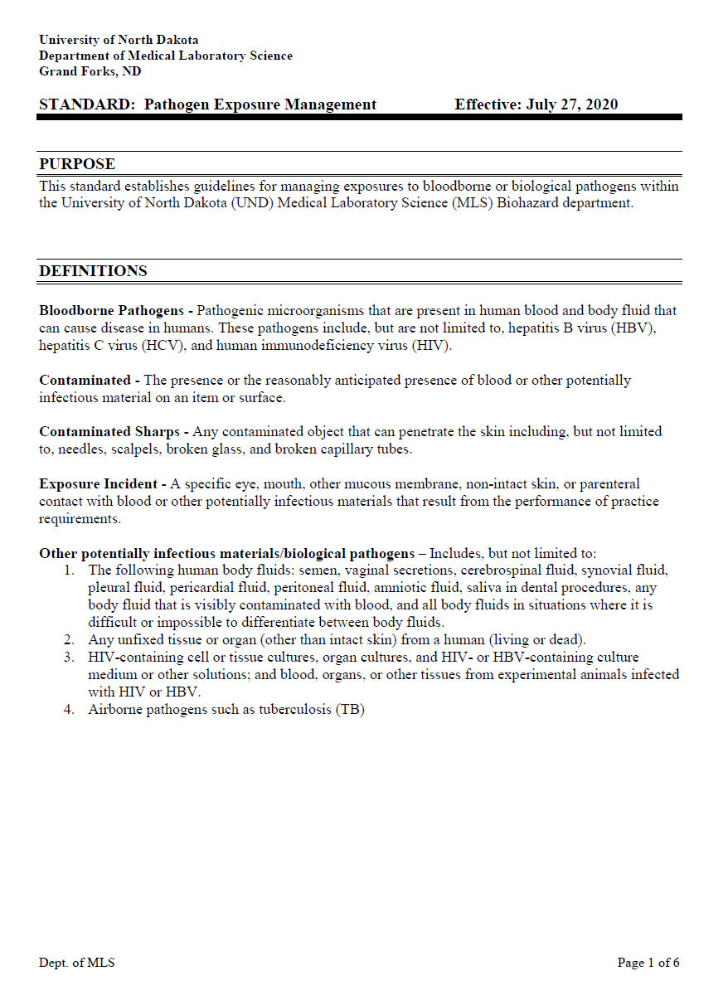 University of North Dakota
Department of Medical Laboratory Science
Grand Forks, ND
STANDARD: Pathogen Exposure Management Effective: July 27, 2020
PURPOSE
This standard establishes guidelines for managing exposures to bloodborne or biological pathogens within
the University of North Dakota (UND) Medical Laboratory Science (MLS) Biohazard department.
DEFINITIONS
Bloodborne Pathogens - Pathogenic microorganisms that are present in human blood and body fluid that
can cause disease in humans. These pathogens include, but are not limited to, hepatitis B virus (HBV),
hepatitis C virus (HCV), and human immunodeficiency virus (HIV).
Contaminated - The presence or the reasonably anticipated presence of blood or other potentially
infectious material on an item or surface.
Contaminated Sharps - Any contaminated object that can penetrate the skin including, but not limited
to, needles, scalpels, broken glass, and broken capillary tubes.
Exposure Incident - A specific eye, mouth, other mucous membrane, non-intact skin, or parenteral
contact with blood or other potentially infectious materials that result from the performance of practice
requirements.
Other potentially infectious materials/biological pathogens – Includes, but not limited to:
1. The following human body fluids: semen, vaginal secretions, cerebrospinal fluid, synovial fluid,
pleural fluid, pericardial fluid, peritoneal fluid, amniotic fluid, saliva in dental procedures, any
body fluid that is visibly contaminated with blood, and all body fluids in situations where it is
difficult or impossible to differentiate between body fluids.
2. Any unfixed tissue or organ (other than intact skin) from a human (living or dead).
3. HIV-containing cell or tissue cultures, organ cultures, and HIV- or HBV-containing culture
medium or other solutions; and blood, organs, or other tissues from experimental animals infected
with HIV or HBV.
4. Airborne pathogens such as tuberculosis (TB)
Dept. of MLS Page 1 of 6